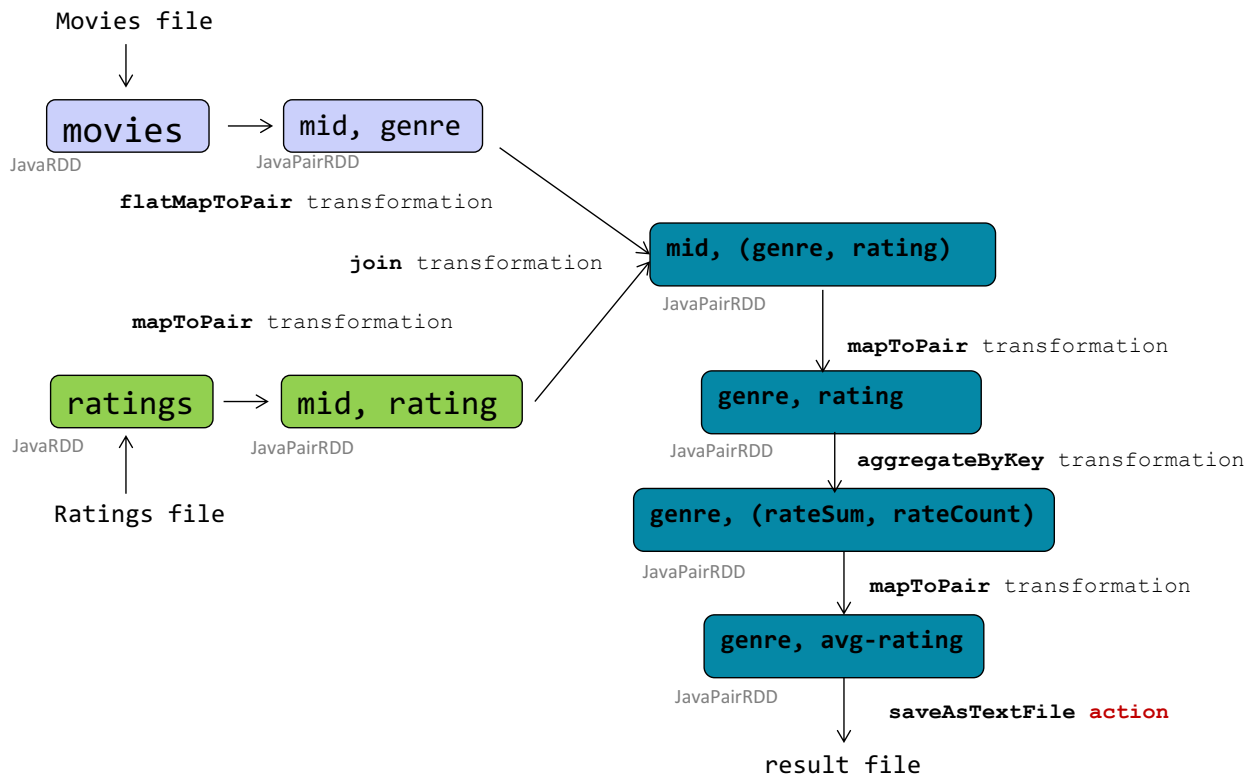 Movies file
movies
mid, genre
JavaRDD
JavaPairRDD
flatMapToPair transformation
mid, (genre, rating)
join transformation
JavaPairRDD
mapToPair transformation
mapToPair transformation
ratings
mid, rating
genre, rating
JavaRDD
JavaPairRDD
JavaPairRDD
aggregateByKey transformation
Ratings file
genre, (rateSum, rateCount)
JavaPairRDD
mapToPair transformation
genre, avg-rating
JavaPairRDD
saveAsTextFile action
result file